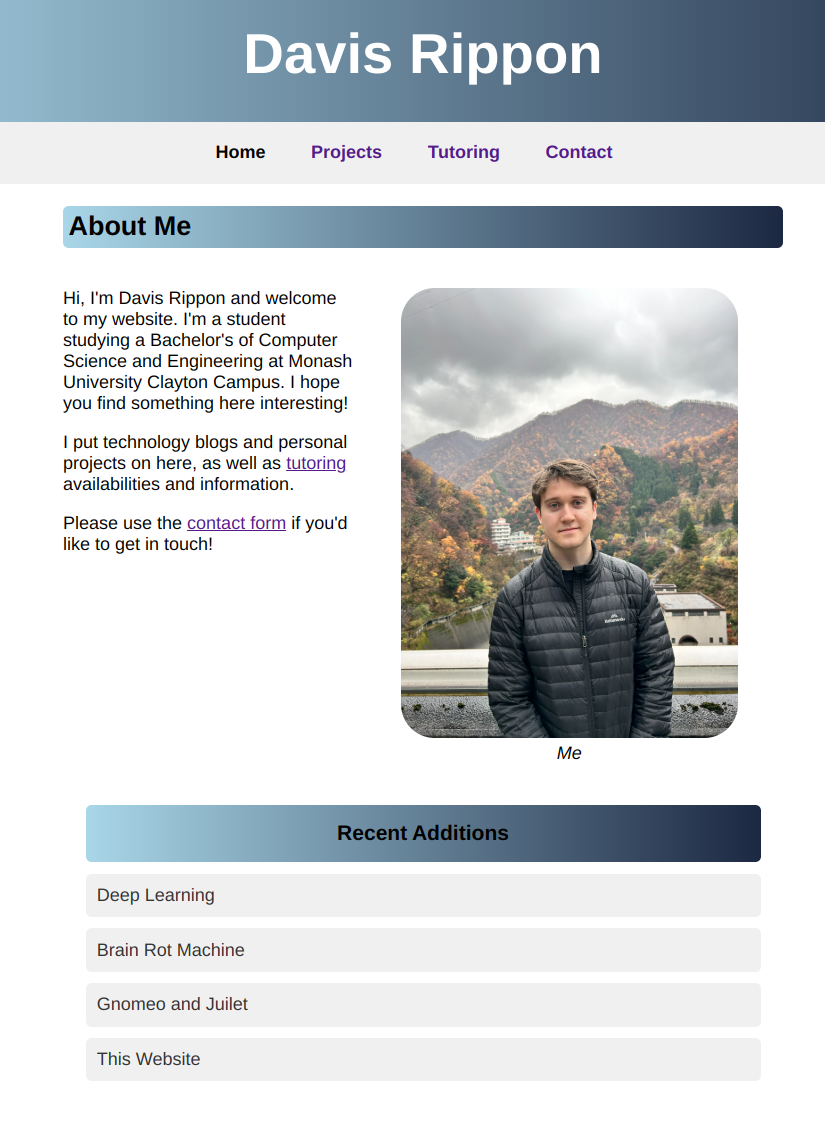 Davis Rippon
Home Projects Tutoring Contact
About Me
Hi, I'm Davis Rippon and welcome
to my website. I'm a student
studying a Bachelor's of Computer
Science and Engineering at Monash
University Clayton Campus. I hope
you find something here interesting!
I put technology blogs and personal
projects on here, as well as tutoring
availabilities and information.
Please use the contact form if you'd
like to get in touch!
Me
Recent Additions
Deep Learning
Brain Rot Machine
Gnomeo and Juilet
This Website